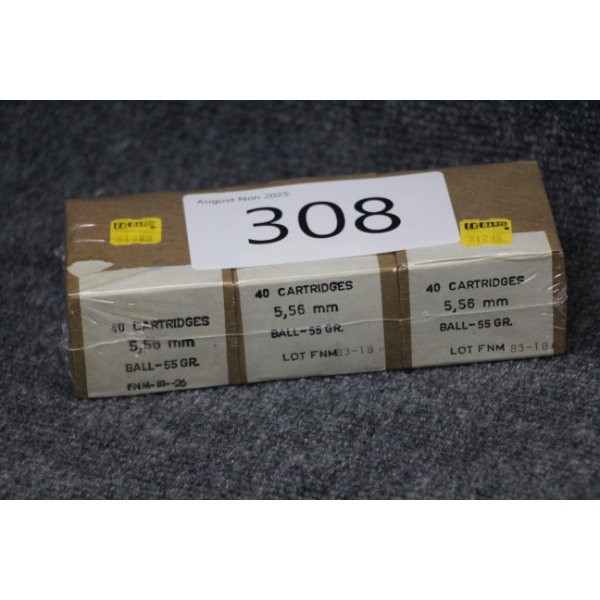 August Non 2025
308
40 CARTRIDGES
5,56 mm
BALL-55 GR.
FNM-81-26
40 CARTRIDGES
5,56 mm
BALL-55 GR.
LOT FNM 83-18
40 CARTRIDGES
5,56 mm
BALL-55 GR.
LOT FNM 83-18